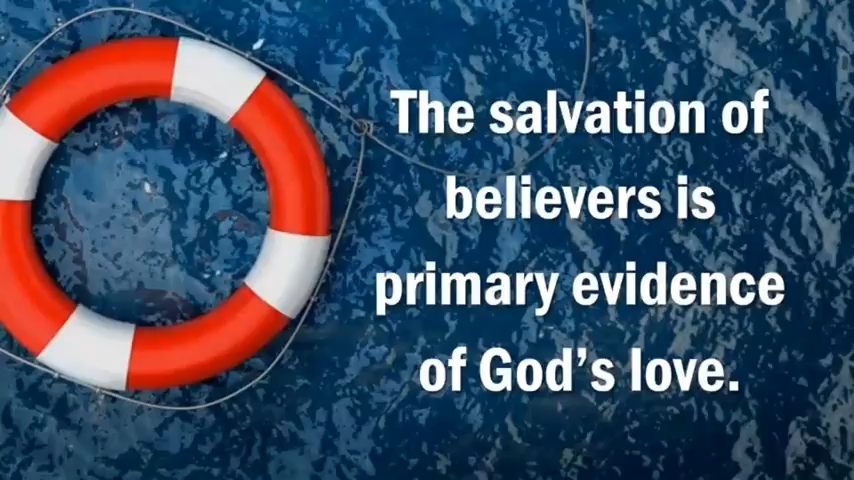 The salvation of
believers is
primary evidence
of God's love.